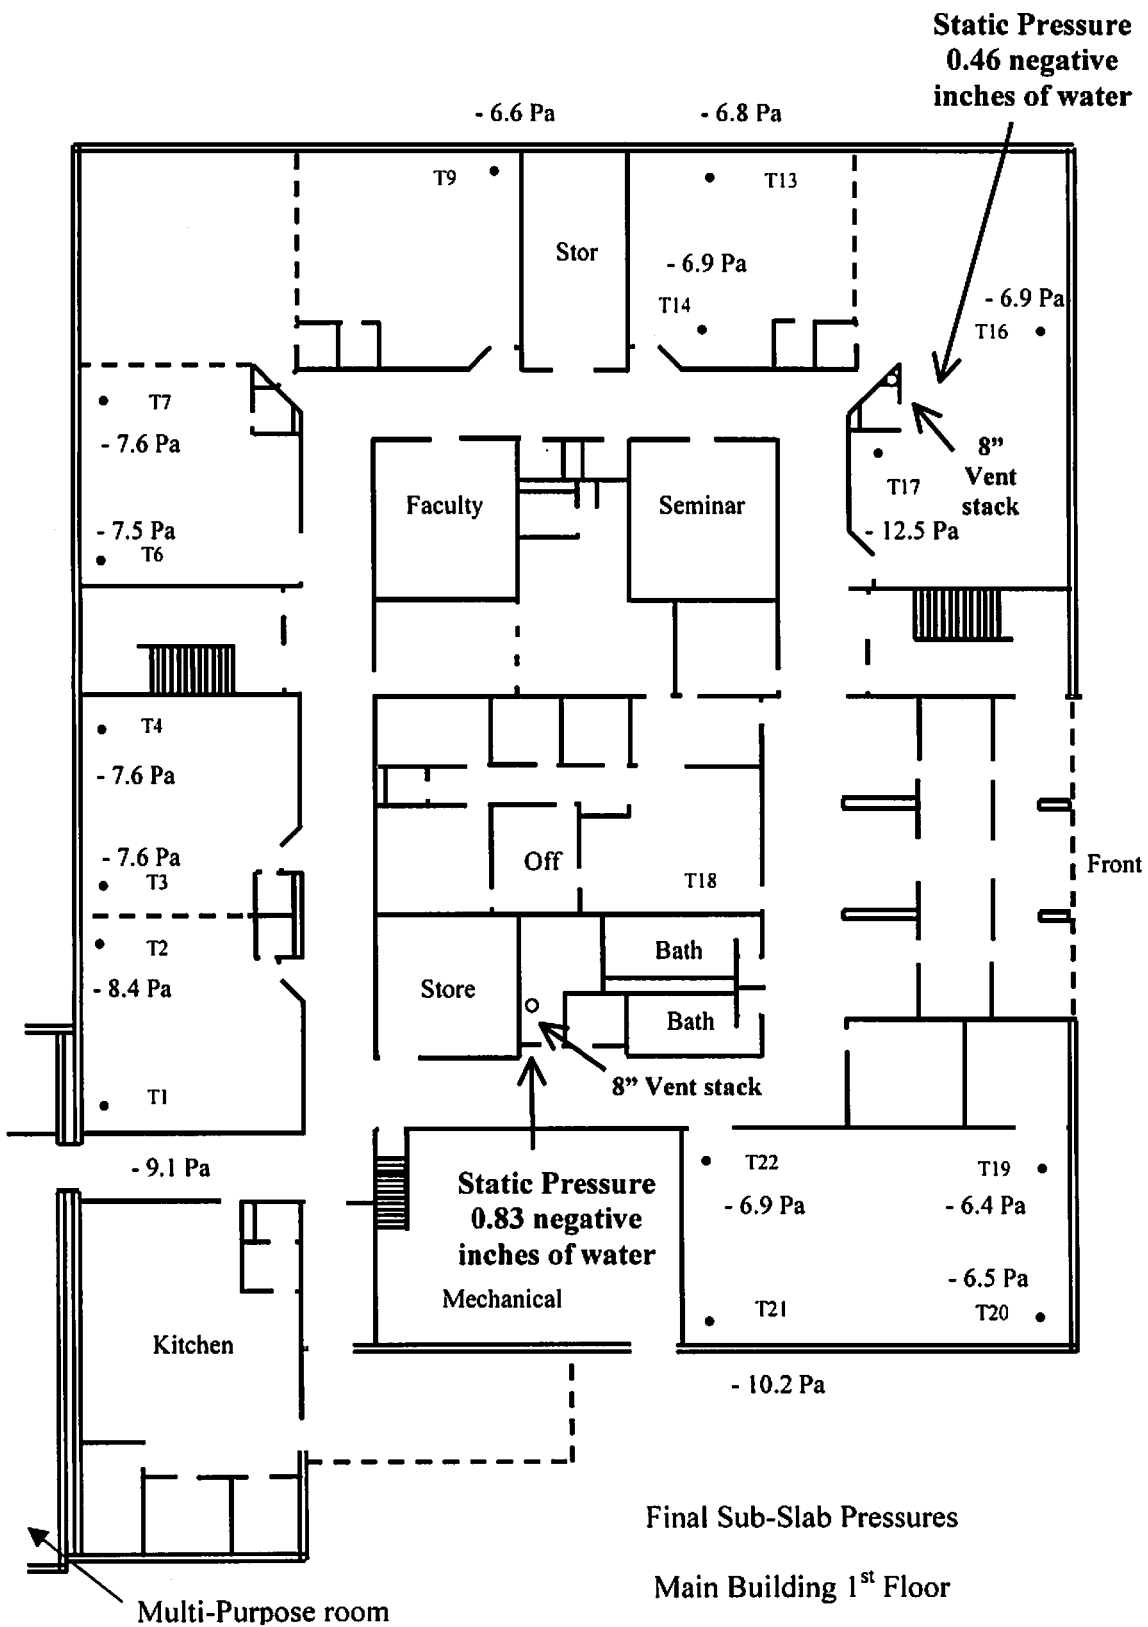 Static Pressure
0.46 negative
inches of water
- 6.6 Pa
- 6.8 Pa
T9
T13
Stor
- 6.9 Pa
T14
- 6.9 Pa
T16
T7
- 7.6 Pa
8”
Vent
stack
T17
Faculty
Seminar
- 7.5 Pa
T6
- 12.5 Pa
T4
- 7.6 Pa
- 7.6 Pa
T3
Off
T18
Front
T2
- 8.4 Pa
Store
Bath
Bath
8” Vent stack
T1
- 9.1 Pa
Static Pressure
0.83 negative
inches of water
Mechanical
T22
- 6.9 Pa
T19
- 6.4 Pa
- 6.5 Pa
T21
T20
Kitchen
- 10.2 Pa
Final Sub-Slab Pressures
Main Building 1st Floor
Multi-Purpose room